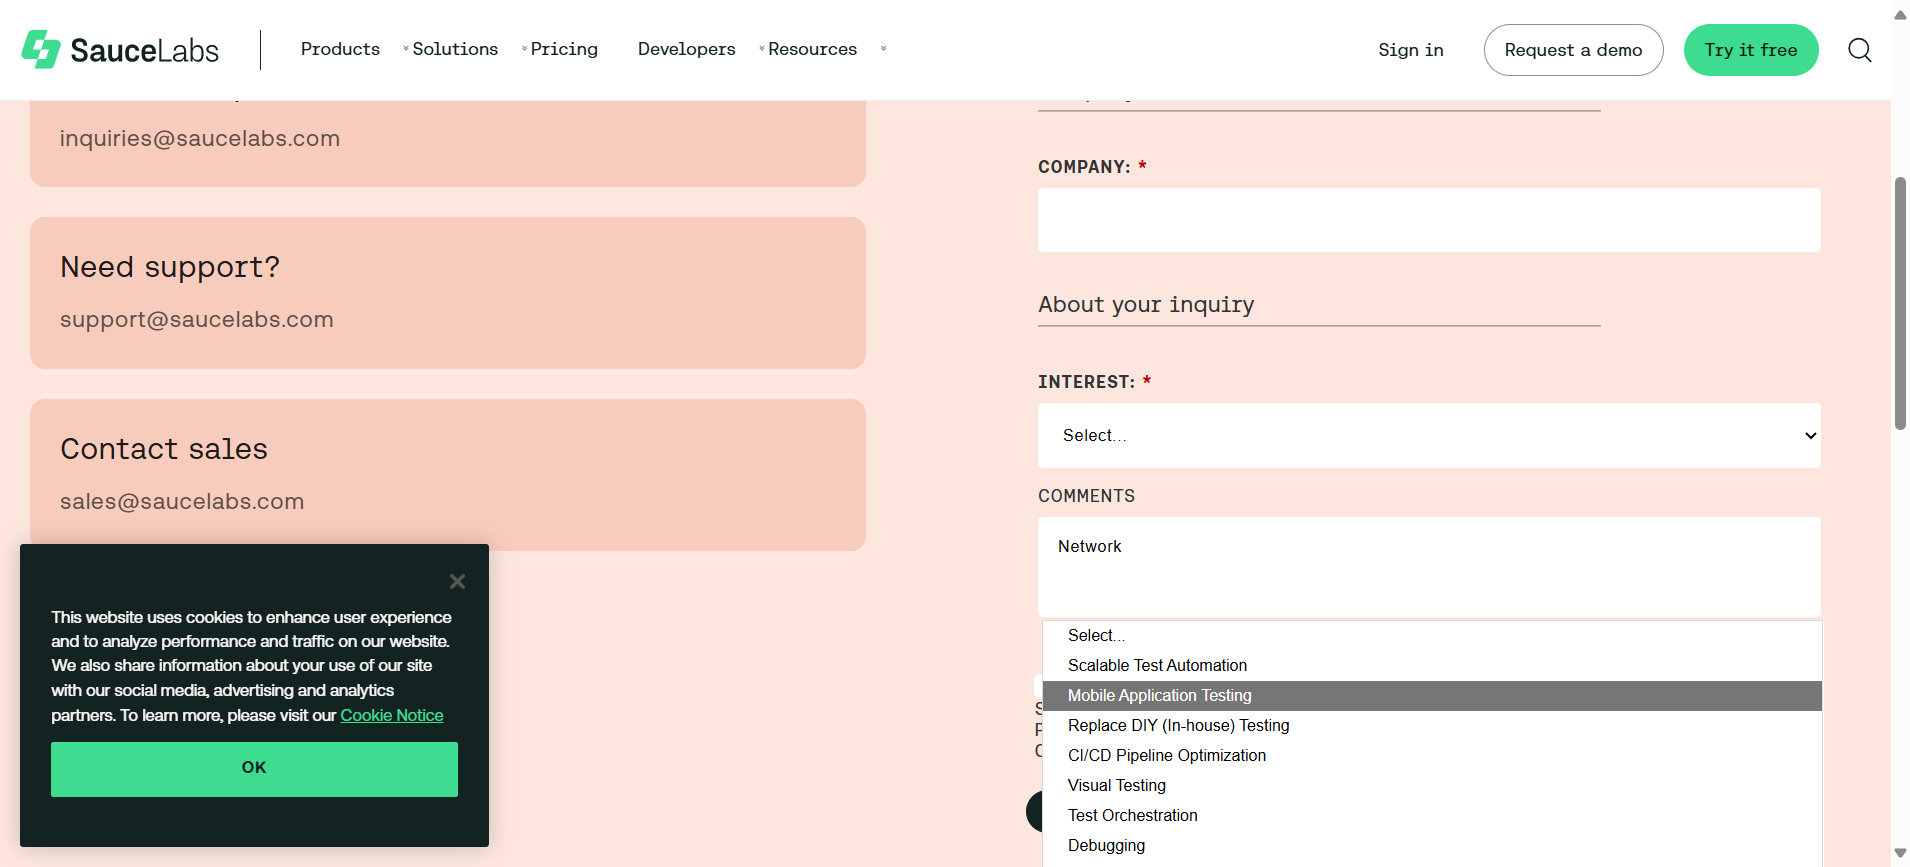 SauceLabs
Products
Solutions
Pricing
Developers
Resources
Sign in
Request a demo
Try it free
inquiries@saucelabs.com
Need support?
support@saucelabs.com
Contact sales
sales@saucelabs.com
COMPANY: *
About your inquiry
INTEREST: *
Select...
COMMENTS
Network
Select...
Scalable Test Automation
Mobile Application Testing
Replace DIY (In-house) Testing
CI/CD Pipeline Optimization
Visual Testing
Test Orchestration
Debugging
This website uses cookies to enhance user experience
and to analyze performance and traffic on our website.
We also share information about your use of our site
with our social media, advertising and analytics
partners. To learn more, please visit our Cookie Notice
OK